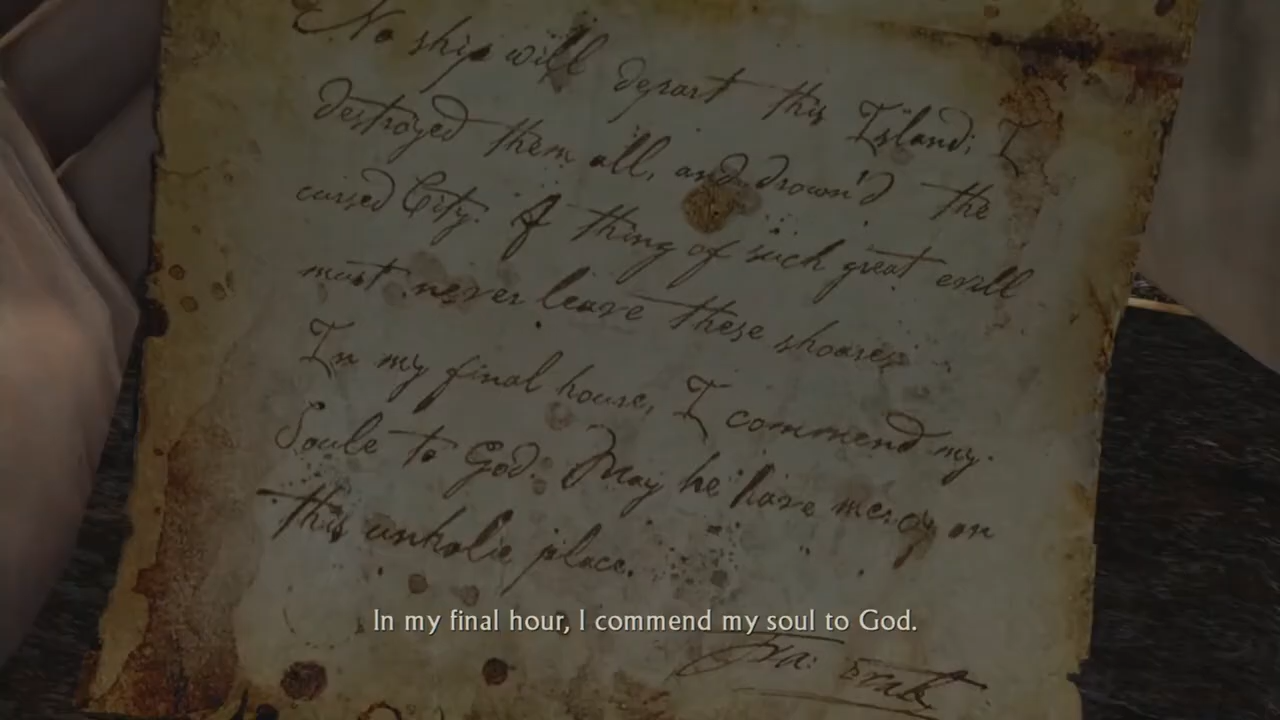 No ship will depart this Island; I
destroyed them all, and drown'd the
cursed City. A thing of such great evill
must never leave these shoares.
In my final houre, I commend my
Soule to God. May he have mercy on
this unholie place.
In my final hour, I commend my soul to God.
Fra: Drake